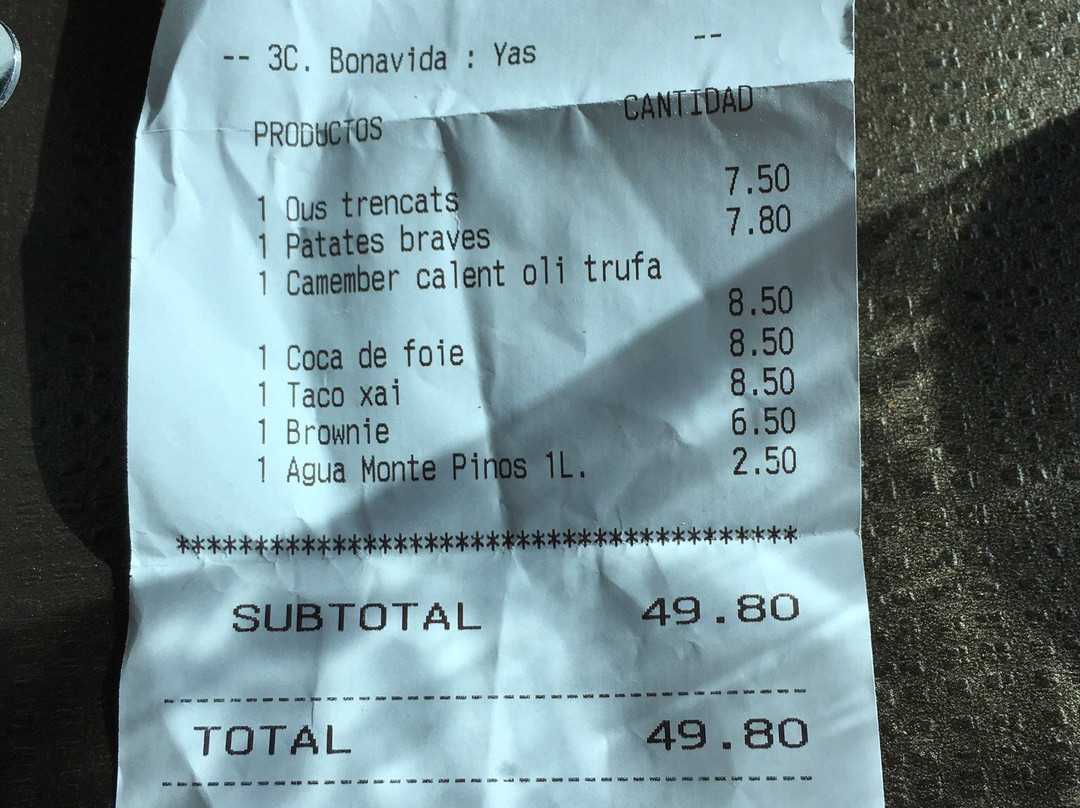 -- 3C. Bonavida : Yas --
PRODUCTOS CANTIDAD
1 Ous trencats 7.50
1 Patates braves 7.80
1 Camember calent oli trufa
8.50
1 Coca de foie 8.50
1 Taco xai 8.50
1 Brownie 6.50
1 Agua Monte Pinos 1L. 2.50
****************************************
SUBTOTAL 49.80
TOTAL 49.80